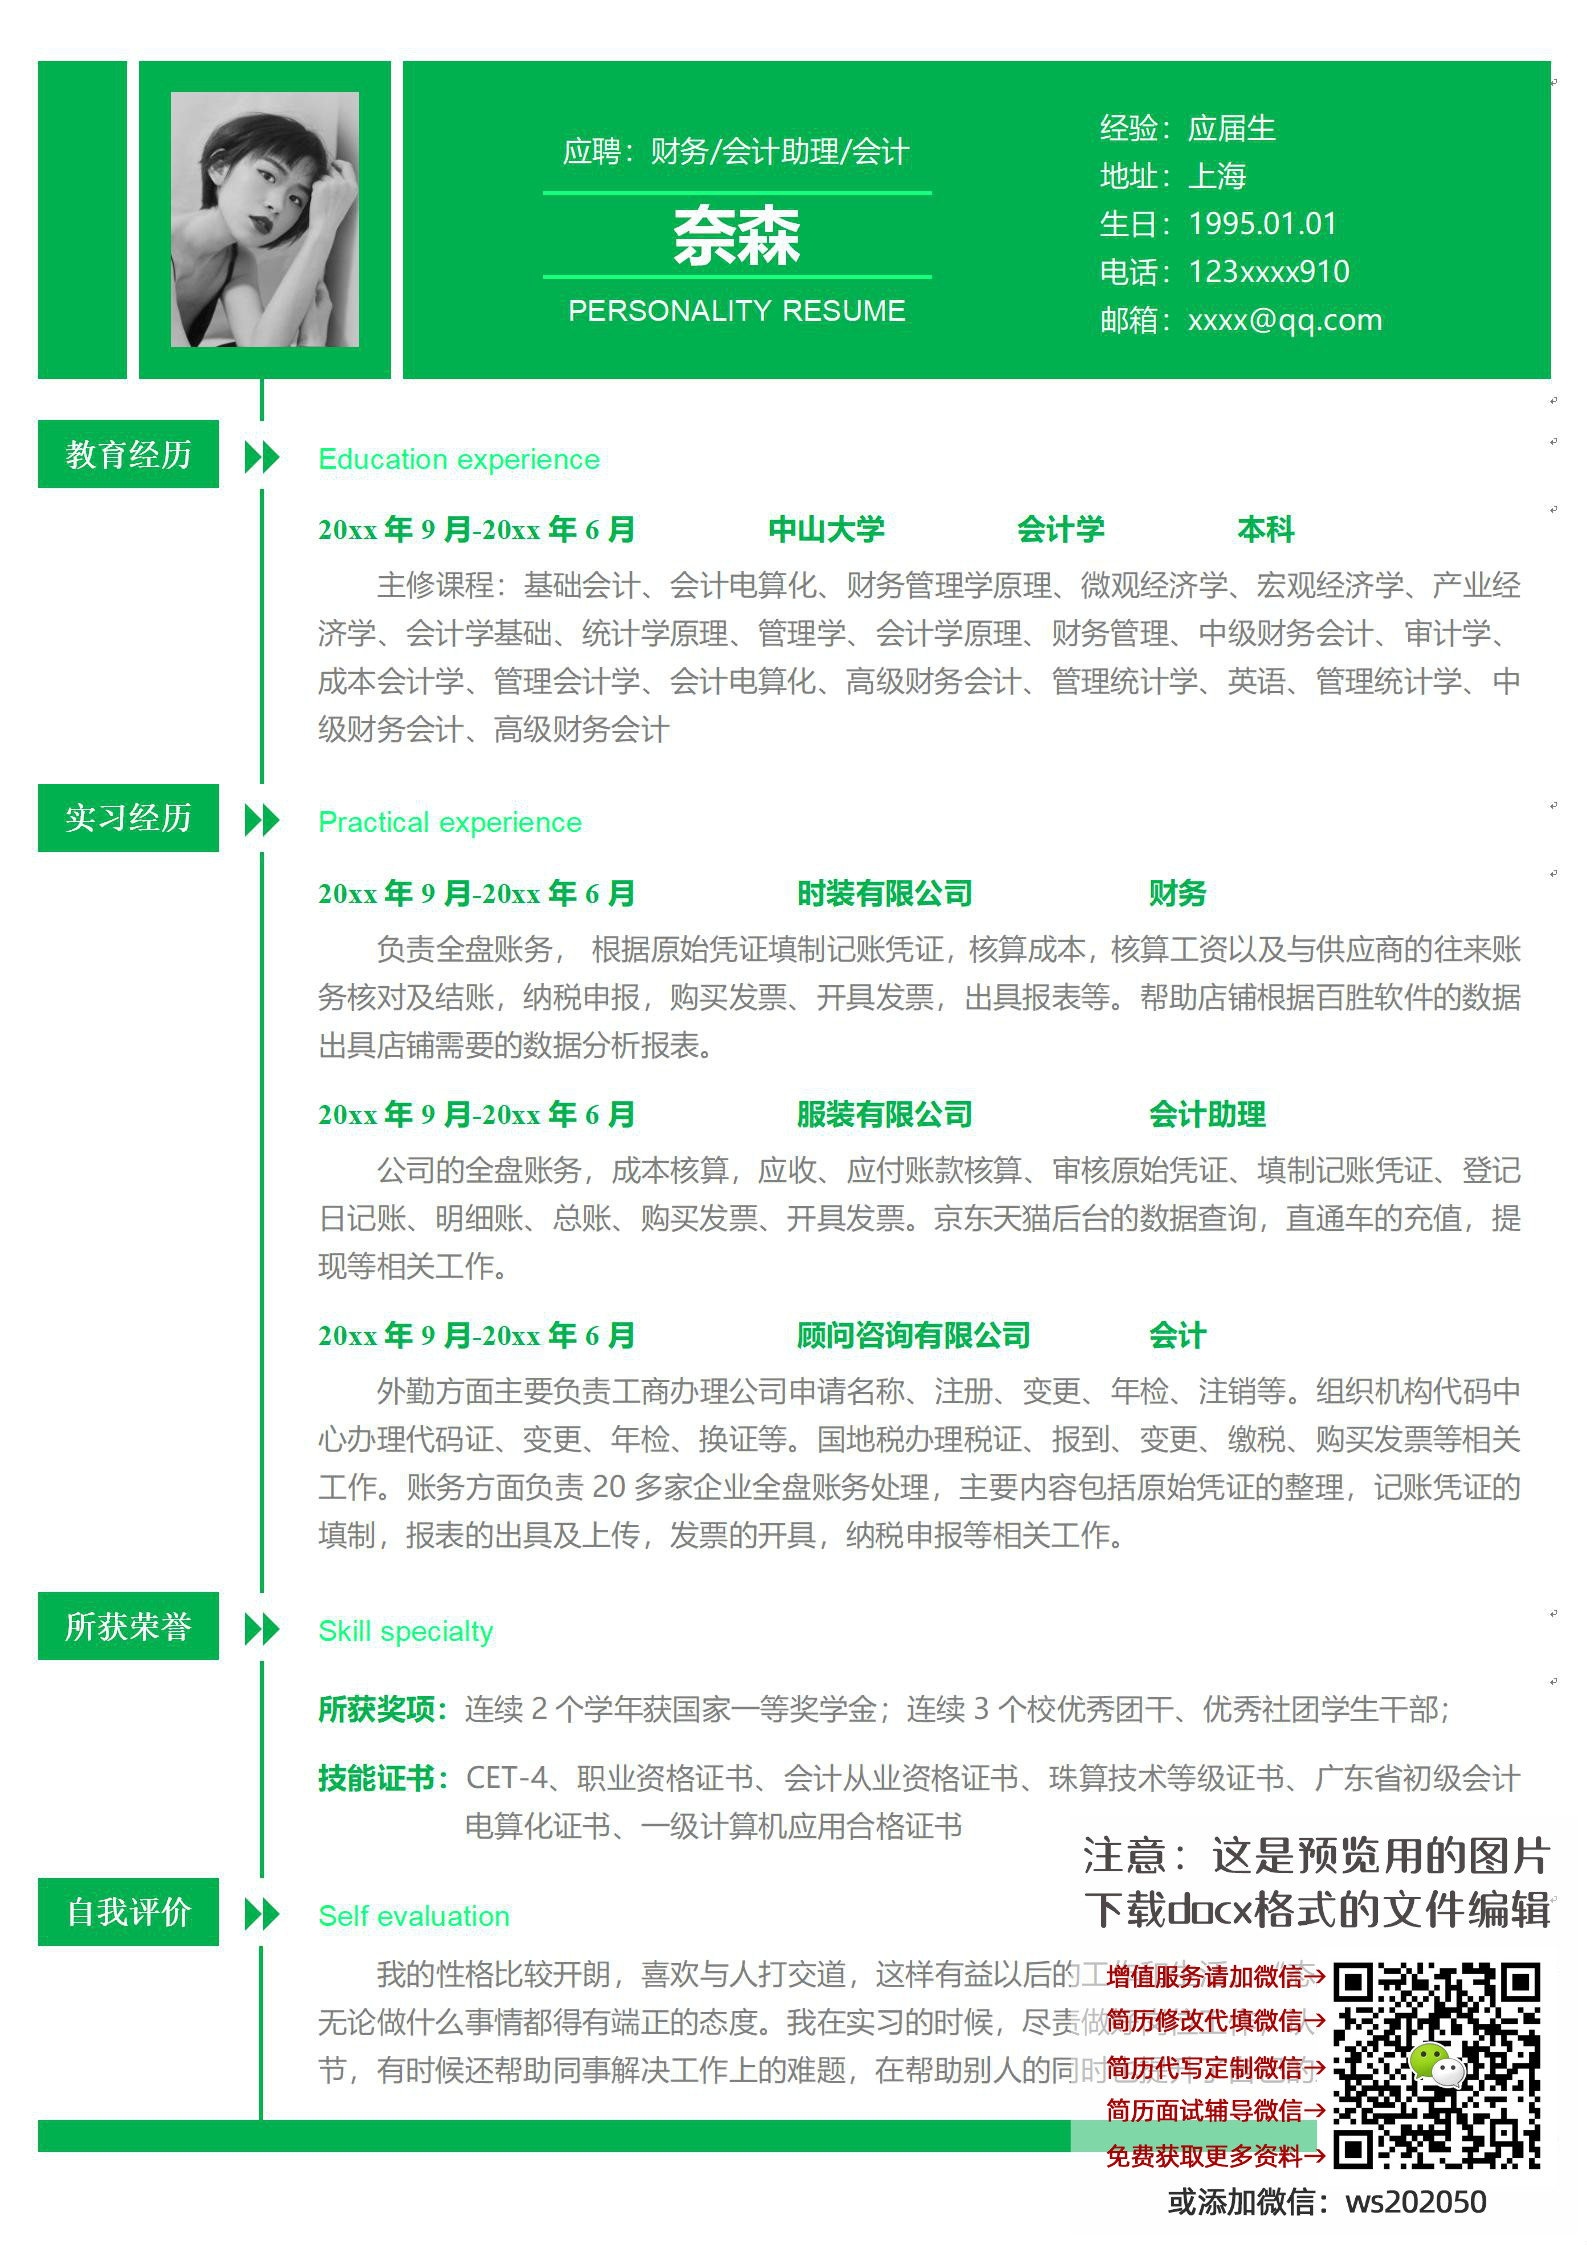 应聘：财务/会计助理/会计
奈森
PERSONALITY RESUME
经验：应届生
地址：上海
生日：1995.01.01
电话：123xxxx910
邮箱：xxxx@qq.com
教育经历
Education experience
20xx 年 9 月-20xx 年 6 月 中山大学 会计学 本科
主修课程：基础会计、会计电算化、财务管理学原理、微观经济学、宏观经济学、产业经
济学、会计学基础、统计学原理、管理学、会计学原理、财务管理、中级财务会计、审计学、
成本会计学、管理会计学、会计电算化、高级财务会计、管理统计学、英语、管理统计学、中
级财务会计、高级财务会计
实习经历
Practical experience
20xx 年 9 月-20xx 年 6 月 时装有限公司 财务
负责全盘账务， 根据原始凭证填制记账凭证，核算成本，核算工资以及与供应商的往来账
务核对及结账，纳税申报，购买发票、开具发票，出具报表等。帮助店铺根据百胜软件的数据
出具店铺需要的数据分析报表。
20xx 年 9 月-20xx 年 6 月 服装有限公司 会计助理
公司的全盘账务，成本核算，应收、应付账款核算、审核原始凭证、填制记账凭证、登记
日记账、明细账、总账、购买发票、开具发票。京东天猫后台的数据查询，直通车的充值，提
现等相关工作。
20xx 年 9 月-20xx 年 6 月 顾问咨询有限公司 会计
外勤方面主要负责工商办理公司申请名称、注册、变更、年检、注销等。组织机构代码中
心办理代码证、变更、年检、换证等。国地税办理税证、报到、变更、缴税、购买发票等相关
工作。账务方面负责 20 多家企业全盘账务处理，主要内容包括原始凭证的整理，记账凭证的
填制，报表的出具及上传，发票的开具，纳税申报等相关工作。
所获荣誉
Skill specialty
所获奖项：连续 2 个学年获国家一等奖学金；连续 3 个校优秀团干、优秀社团学生干部；
技能证书：CET-4、职业资格证书、会计从业资格证书、珠算技术等级证书、广东省初级会计
电算化证书、一级计算机应用合格证书
自我评价
Self evaluation
我的性格比较开朗，喜欢与人打交道，这样有益以后的
无论做什么事情都得有端正的态度。我在实习的时候，尽责
节，有时候还帮助同事解决工作上的难题，在帮助别人的同
注意：这是预览用的图片
下载docx格式的文件编辑
增值服务请加微信→
简历修改代填微信→
简历代写定制微信→
简历面试辅导微信→
免费获取更多资料→
或添加微信：ws202050